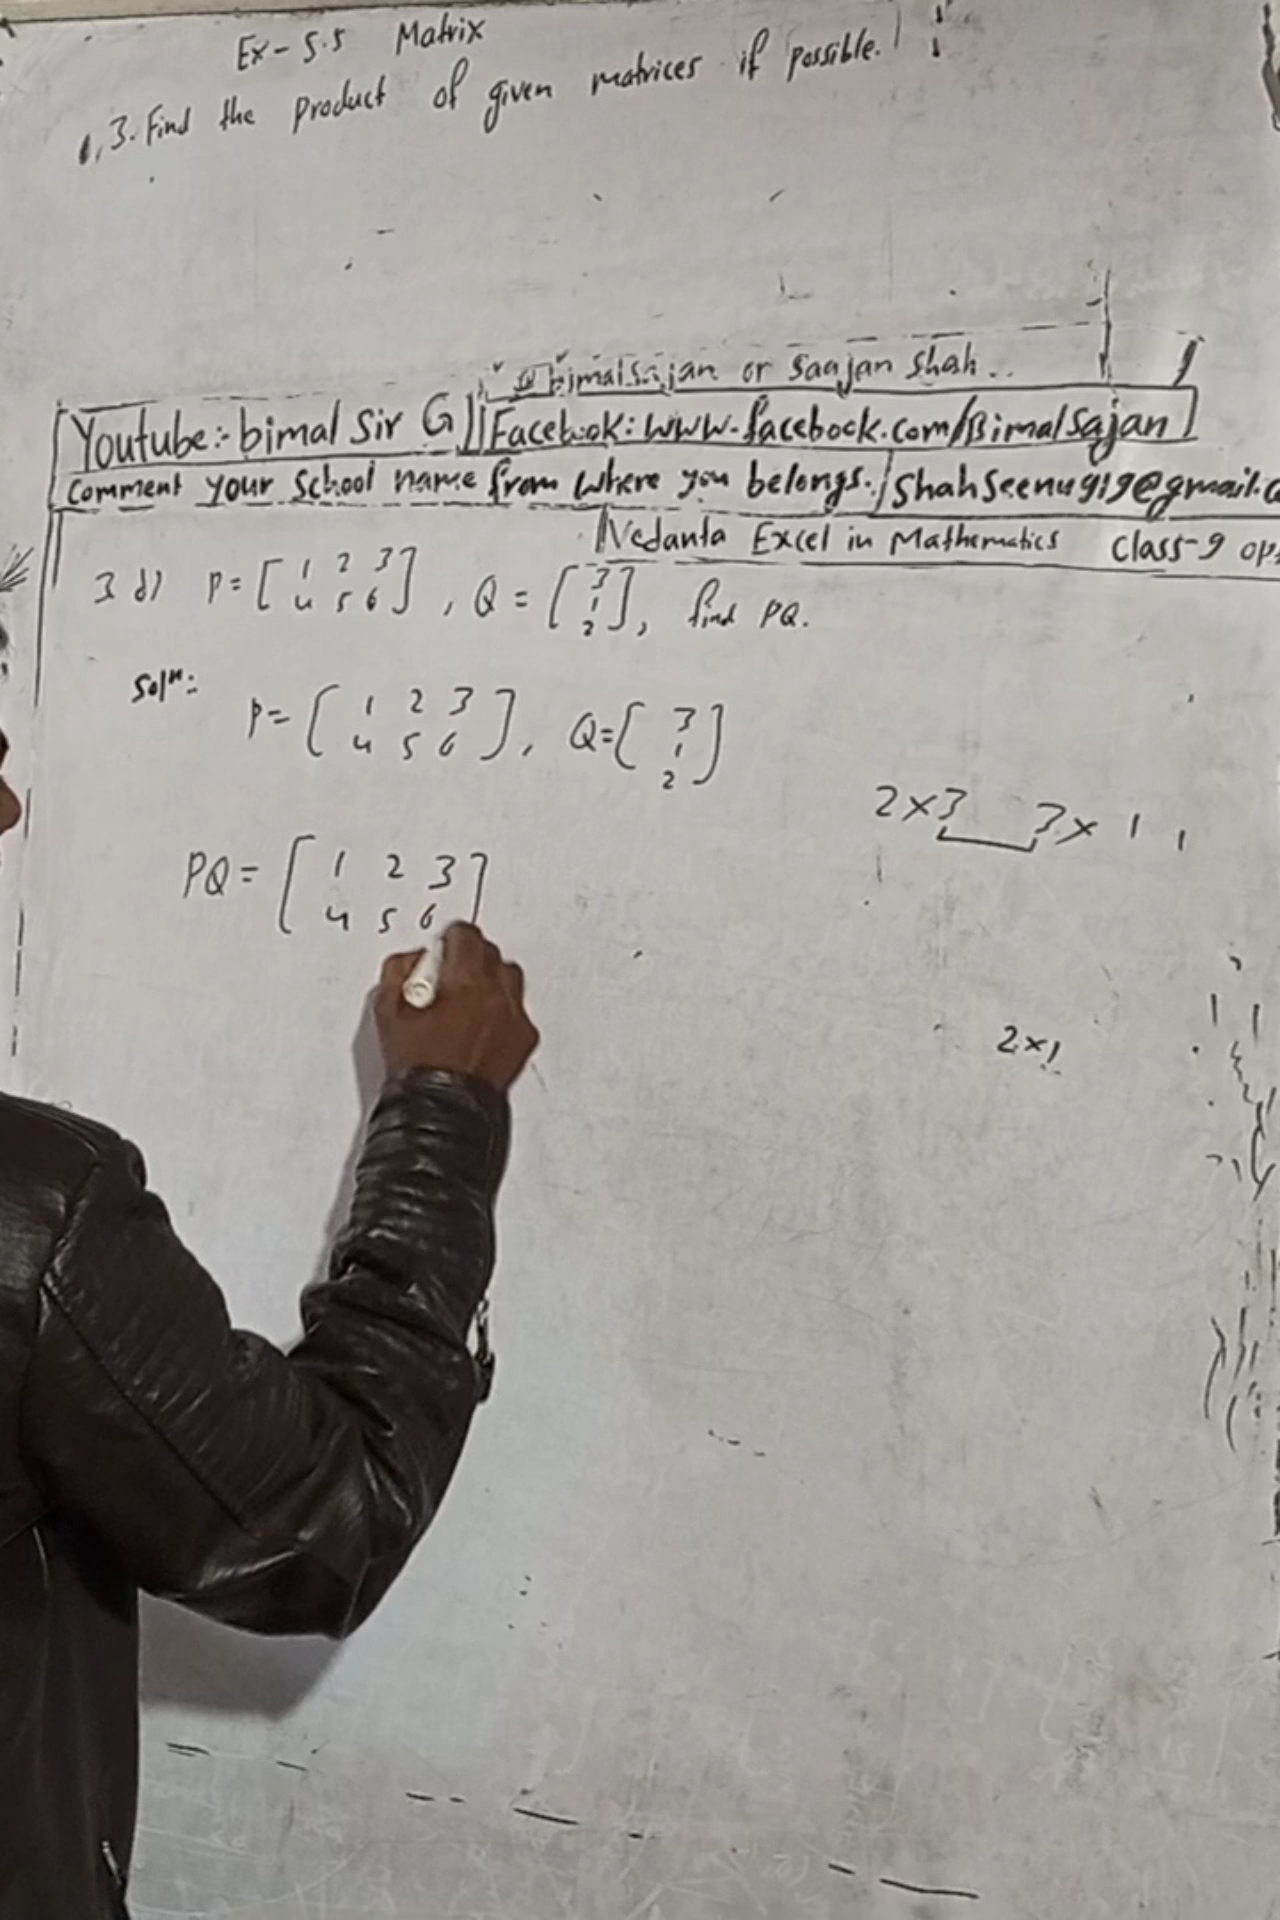 Ex- 5.5 Matrix
3. Find the product of given matrices if possible.
@bimalsajan or Saajan Shah..
Youtube:- bimal Sir G Facebook: www.facebook.com/BimalSajan
Comment your School name from where you belongs.
Vedanta Excel in Mathematics Class-9
3 d) P = [ 1 2 3 , Q = [ 3 , find PQ.
4 5 6 ] 1
2 ]
Solⁿ:
P = [ 1 2 3 , Q = [ 3
4 5 6 ] 1
2 ]
2×3 3×1
PQ = [ 1 2 3
4 5 6 ]
2×1